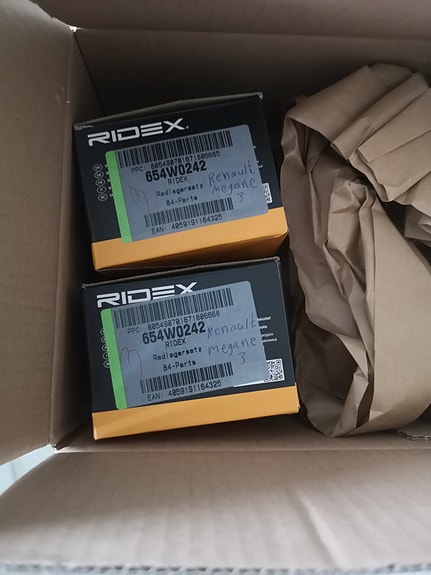 RIDEX
654W0242
RIDEX
Radlagersatz
B4-Parts
EAN: 4059191164325
Renault
Megane
3
RIDEX
654W0242
RIDEX
Radlagersatz
B4-Parts
EAN: 4059191164325
Renault
megane
3